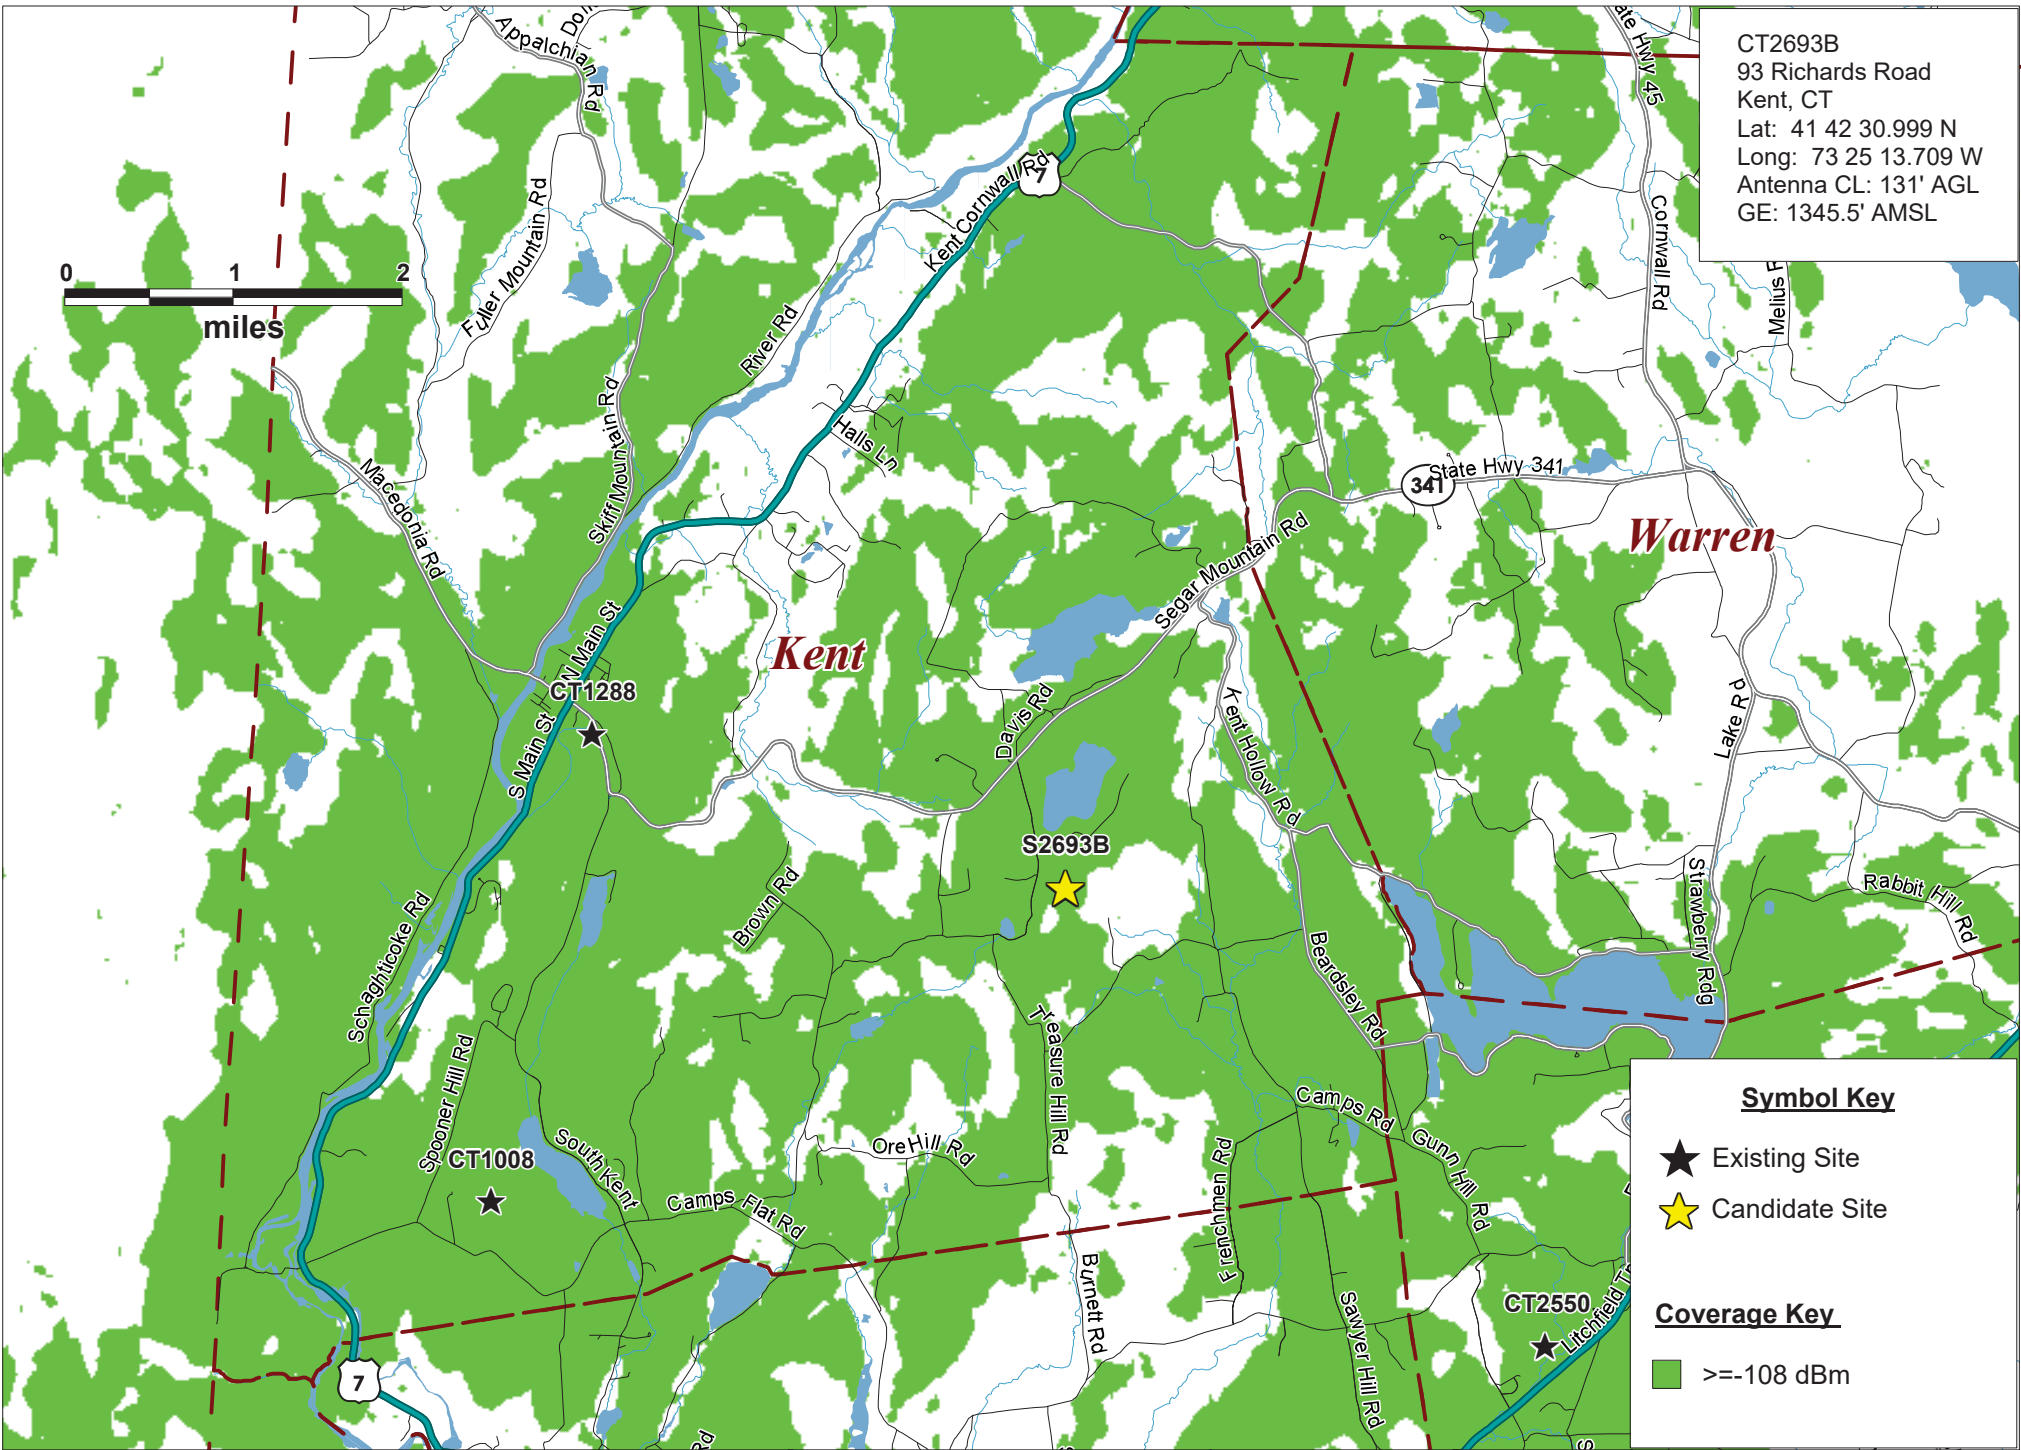 CT2693B
93 Richards Road
Kent, CT
Lat: 41 42 30.999 N
Long: 73 25 13.709 W
Antenna CL: 131' AGL
GE: 1345.5' AMSL
Appalchian Rd
ate Hwy 45
Kent Cornwall Rd
7
Cornwall Rd
Fuller Mountain Rd
0 1 2
miles
River Rd
Skiff Mountain Rd
Halls Ln
Macedonia Rd
State Hwy 341
341
Warren
Segar Mountain Rd
N Main St
Kent
CT1288
S Main St
Davis Rd
Kent Hollow Rd
Lake Rd
S2693B
Brown Rd
Schaghticoke Rd
Strawberry Rdg
Rabbit Hill Rd
Beardsley Rd
Treasure Hill Rd
Spooner Hill Rd
Camps Rd
Gunn Hill Rd
South Kent
Ore Hill Rd
CT1008
Camps Flat Rd
Frenchmen Rd
Burnett Rd
Sawyer Hill Rd
CT2550
Litchfield T
7
Rd
Symbol Key
Existing Site
Candidate Site
Coverage Key
>=-108 dBm